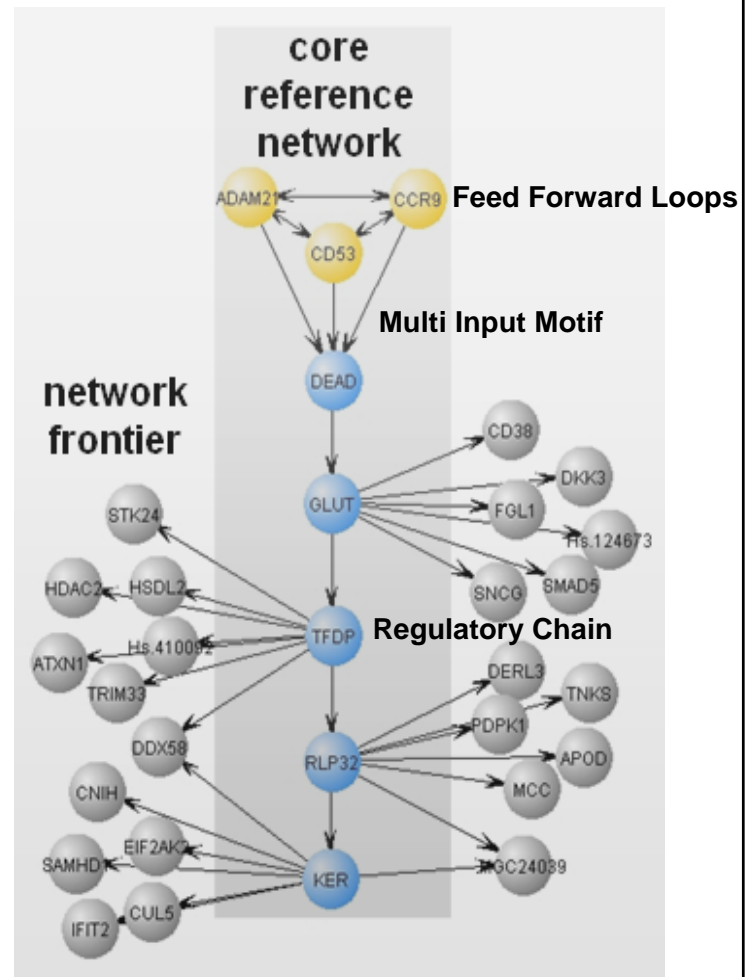 core
reference
network
ADAM21
CCR9
Feed Forward Loops
CD53
Multi Input Motif
DEAD
network
frontier
CD38
DKK3
GLUT
FGL1
STK24
Hs.124673
HDAC2
HSDL2
SNCG
SMAD5
TFDP
Regulatory Chain
Hs.410092
ATXN1
TRIM33
DERL3
TNKS
PDPK1
DDX58
RLP32
APOD
MCC
CNIH
EIF2AK2
SAMHD1
KER
MGC24039
CUL5
IFIT2